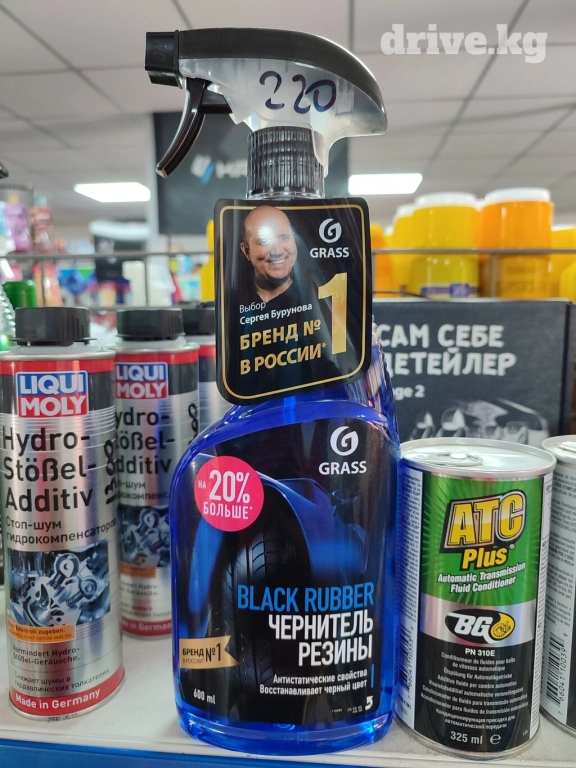 drive.kg
220
GRASS
Выбор
Сергея Бурунова
БРЕНД №1
В РОССИИ*
САМ СЕБЕ
ДЕТЕЙЛЕР
LIQUI
MOLY
Hydro-
Stößel-
Additiv
Стоп-шум
гидрокомпенсаторов
Made in Germany
LIQUI
MOLY
Hydro-
Stößel-
Additiv
Стоп-шум
Made in Germany
GRASS
НА 20%
БОЛЬШЕ*
BLACK RUBBER
ЧЕРНИТЕЛЬ
РЕЗИНЫ
БРЕНД №1
В РОССИИ*
Антистатические свойства
Восстанавливает черный цвет
600 ml
ATC
Plus®
Automatic Transmission
Fluid Conditioner
BG
PN 310E
325 ml e